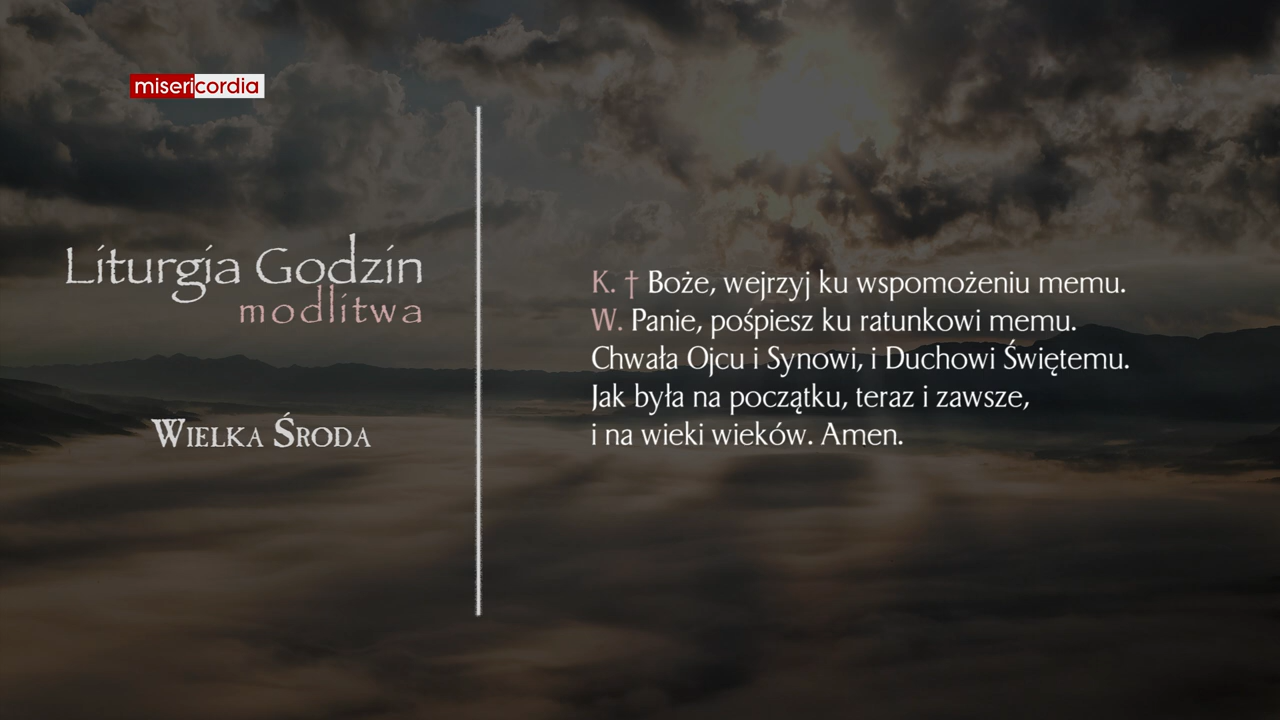 misericordia
Liturgia Godzin
modlitwa
Wielka Środa
K. † Boże, wejrzyj ku wspomożeniu memu.
W. Panie, pośpiesz ku ratunkowi memu.
Chwała Ojcu i Synowi, i Duchowi Świętemu.
Jak była na początku, teraz i zawsze,
i na wieki wieków. Amen.